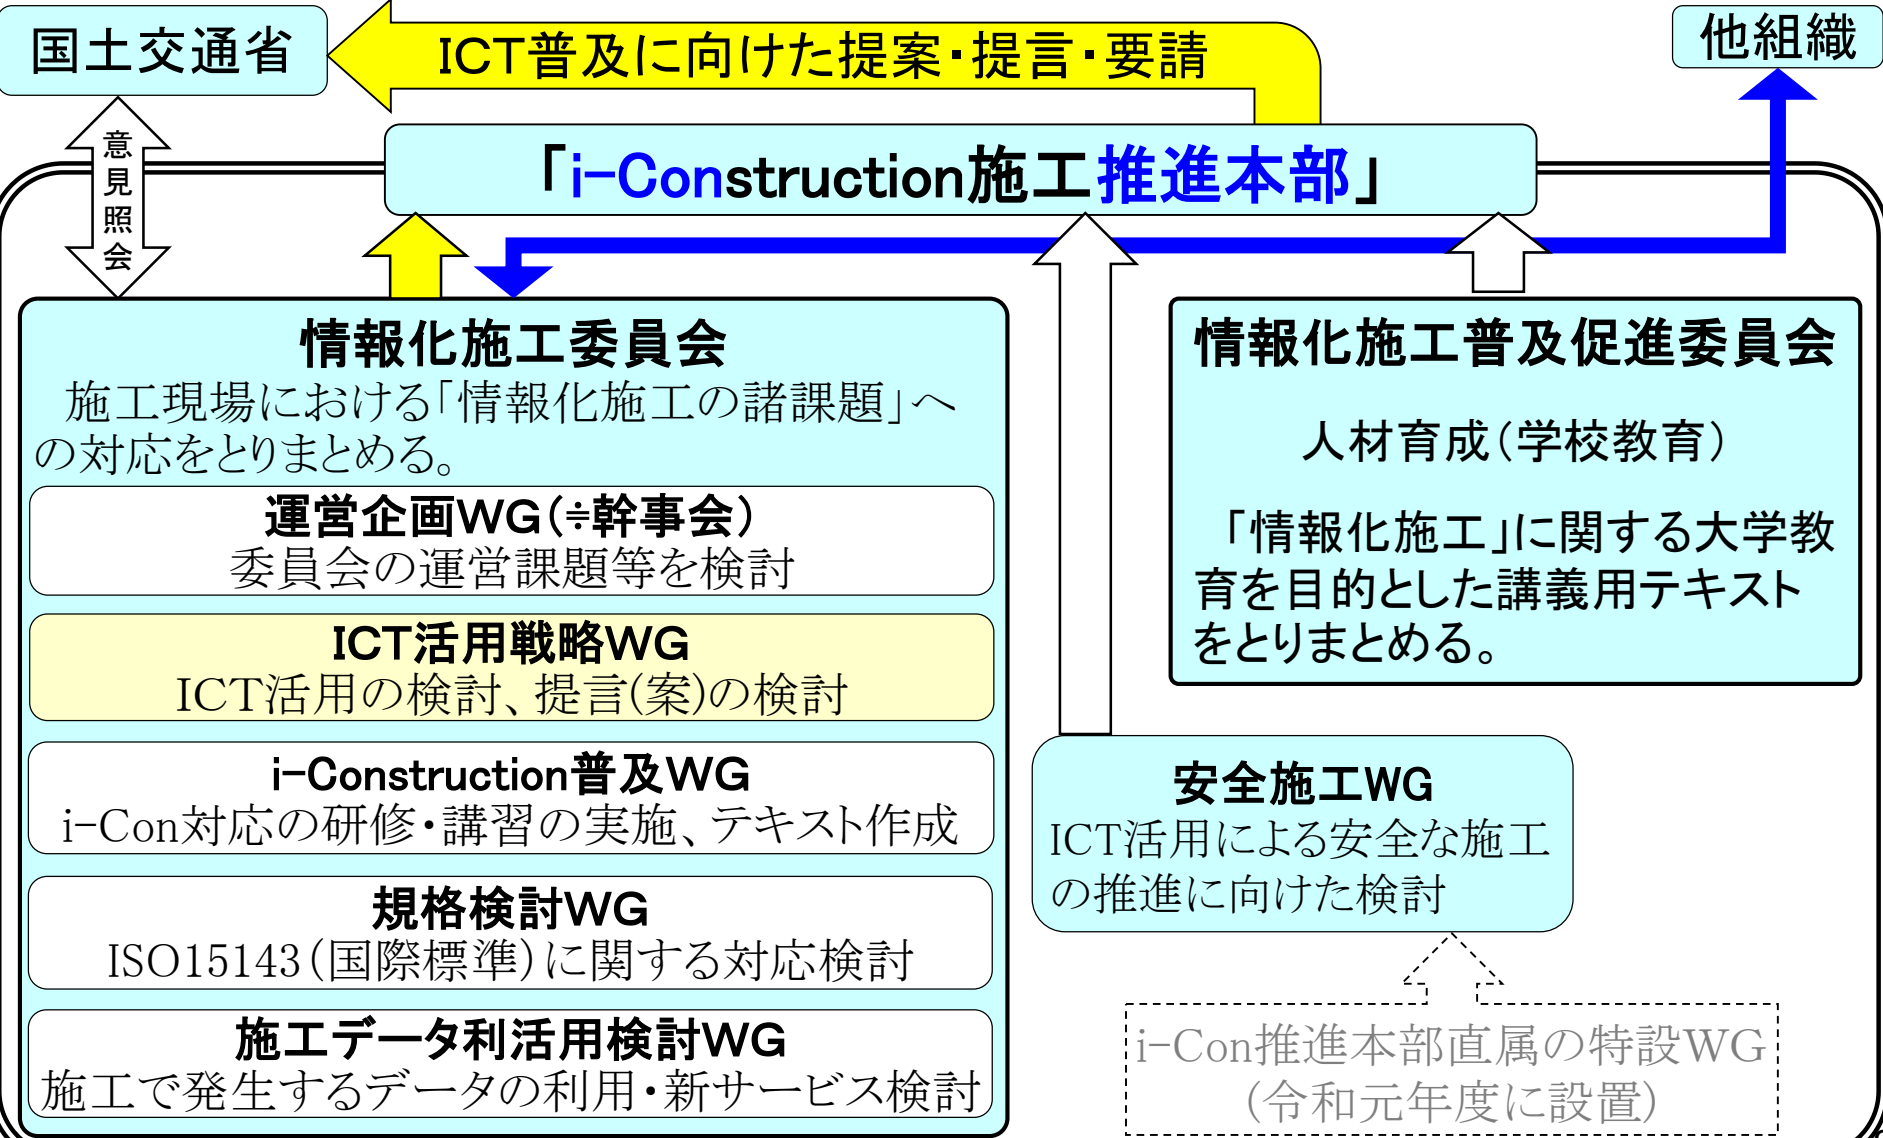 国土交通省
ICT普及に向けた提案・提言・要請
他組織
意見照会
「i-Construction施工推進本部」
情報化施工委員会
施工現場における「情報化施工の諸課題」へ
の対応をとりまとめる。
運営企画WG(≑幹事会)
委員会の運営課題等を検討
ICT活用戦略WG
ICT活用の検討、提言(案)の検討
i-Construction普及WG
i-Con対応の研修・講習の実施、テキスト作成
規格検討WG
ISO15143(国際標準)に関する対応検討
施工データ利活用検討WG
施工で発生するデータの利用・新サービス検討
情報化施工普及促進委員会
人材育成(学校教育)
「情報化施工」に関する大学教
育を目的とした講義用テキスト
をとりまとめる。
安全施工WG
ICT活用による安全な施工
の推進に向けた検討
i-Con推進本部直属の特設WG
(令和元年度に設置)